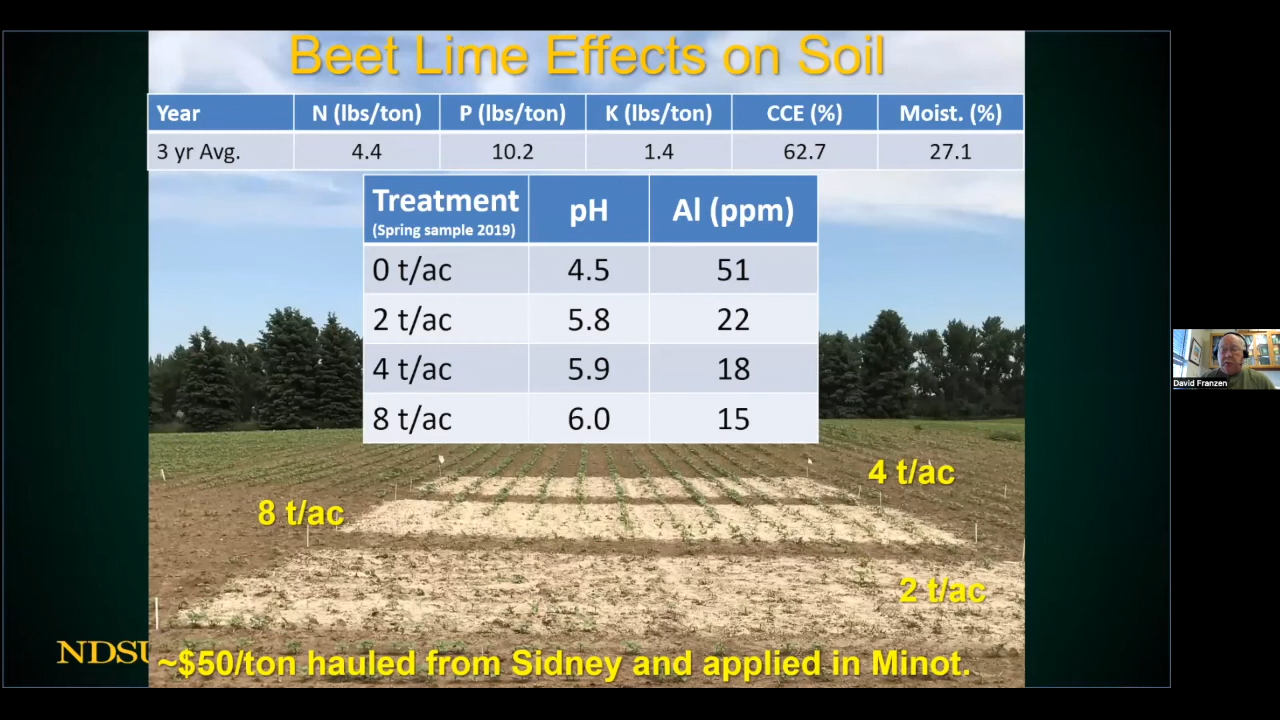 Beet Lime Effects on Soil
Year N (lbs/ton) P (lbs/ton) K (lbs/ton) CCE (%) Moist. (%)
3 yr Avg. 4.4 10.2 1.4 62.7 27.1
Treatment pH Al (ppm)
(Spring sample 2019)
0 t/ac 4.5 51
2 t/ac 5.8 22
4 t/ac 5.9 18
8 t/ac 6.0 15
4 t/ac
8 t/ac
2 t/ac
NDSU
~$50/ton hauled from Sidney and applied in Minot.
David Franzen